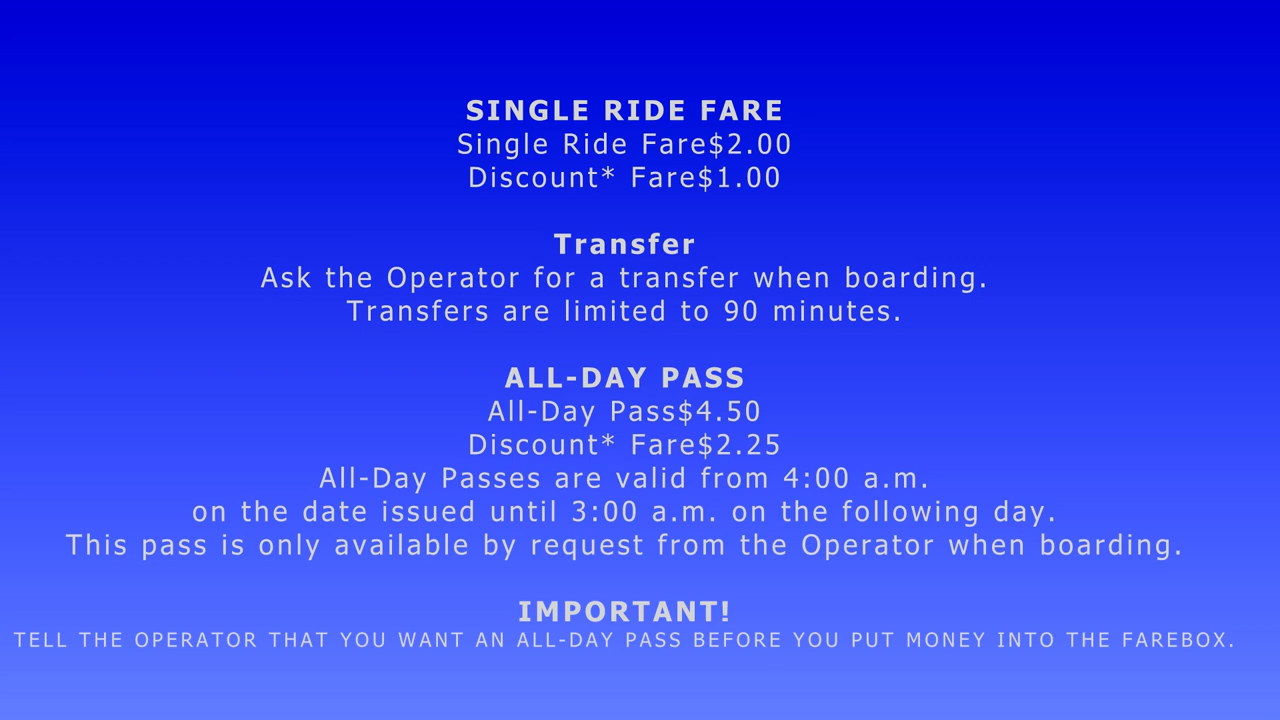 SINGLE RIDE FARE
Single Ride Fare$2.00
Discount* Fare$1.00
Transfer
Ask the Operator for a transfer when boarding.
Transfers are limited to 90 minutes.
ALL-DAY PASS
All-Day Pass$4.50
Discount* Fare$2.25
All-Day Passes are valid from 4:00 a.m.
on the date issued until 3:00 a.m. on the following day.
This pass is only available by request from the Operator when boarding.
IMPORTANT!
TELL THE OPERATOR THAT YOU WANT AN ALL-DAY PASS BEFORE YOU PUT MONEY INTO THE FAREBOX.